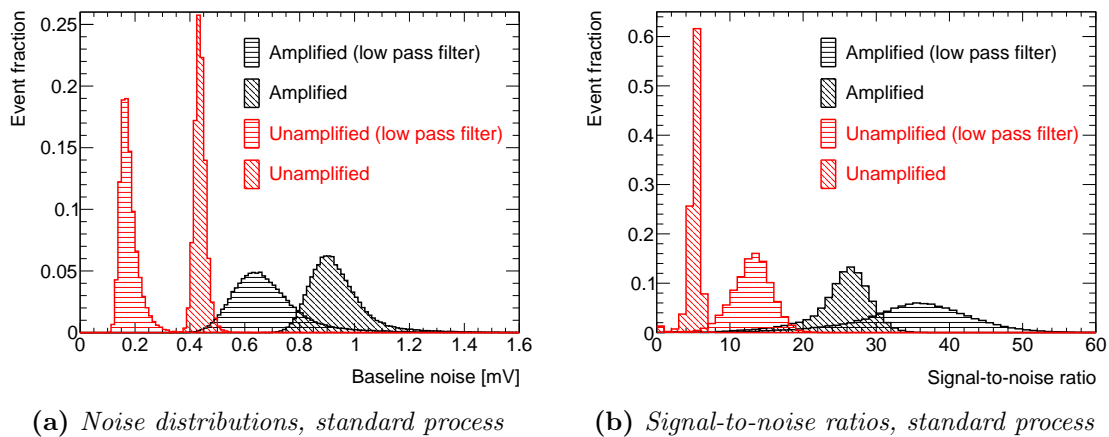 Event fraction
0.25
0.2
0.15
0.1
0.05
0
0 0.2 0.4 0.6 0.8 1 1.2 1.4 1.6
Baseline noise [mV]
Amplified (low pass filter)
Amplified
Unamplified (low pass filter)
Unamplified
(a) Noise distributions, standard process
Event fraction
0.6
0.5
0.4
0.3
0.2
0.1
0
0 10 20 30 40 50 60
Signal-to-noise ratio
Amplified (low pass filter)
Amplified
Unamplified (low pass filter)
Unamplified
(b) Signal-to-noise ratios, standard process